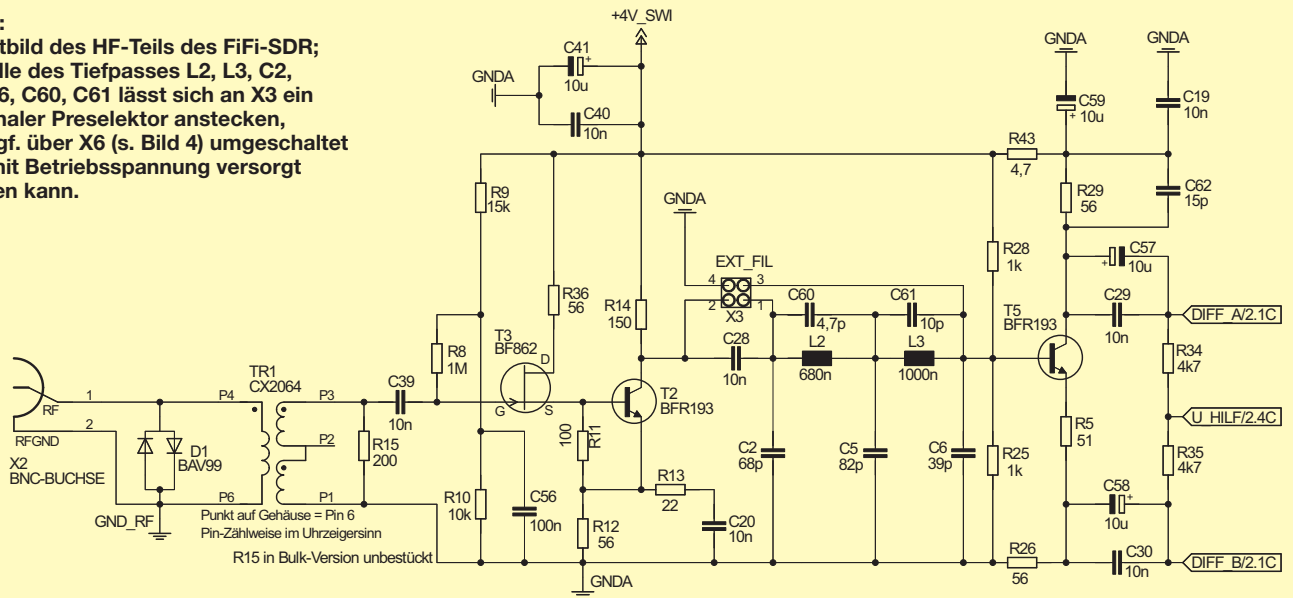 :
tbild des HF-Teils des FiFi-SDR;
lle des Tiefpasses L2, L3, C2,
6, C60, C61 lässt sich an X3 ein
naler Preselektor anstecken,
gf. über X6 (s. Bild 4) umgeschaltet
mit Betriebsspannung versorgt
en kann.
+4V_SWI
C41
+
10u
GNDA
C40
10n
GNDA
GNDA
C59
10u
+
C19
10n
R43
4,7
R9
15k
R29
56
C62
15p
GNDA
R36
56
EXT_FIL
4
3
2
1
X3
R28
1k
C57
+
10u
R14
150
C60
4,7p
C61
10p
T5
BFR193
C29
10n
DIFF_A/2.1C
T3
BF862
D
G
S
R8
1M
C28
10n
L2
680n
L3
1000n
R34
4k7
TR1
CX2064
C39
10n
T2
BFR193
RF
1
P4
P3
RFGND
2
P2
R15
200
D1
BAV99
X2
BNC-BUCHSE
100
R11
R5
51
U_HILF/2.4C
C2
68p
C5
82p
C6
39p
R25
1k
R35
4k7
R13
22
P6
P1
GND_RF
Punkt auf Gehäuse = Pin 6
Pin-Zählweise im Uhrzeigersinn
R10
10k
C56
100n
R12
56
C20
10n
C58
+
10u
R15 in Bulk-Version unbestückt
R26
56
C30
10n
DIFF_B/2.1C
GNDA